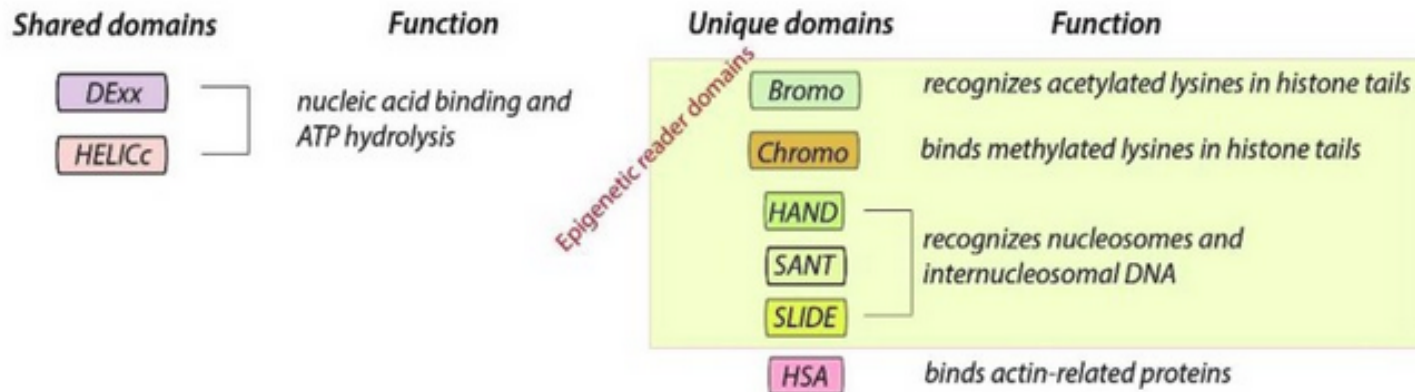 Shared domains Function Unique domains Function
DExx
HELICc
nucleic acid binding and
ATP hydrolysis
Epigenetic reader domains
Bromo recognizes acetylated lysines in histone tails
Chromo binds methylated lysines in histone tails
HAND
SANT
SLIDE
recognizes nucleosomes and
internucleosomal DNA
HSA binds actin-related proteins